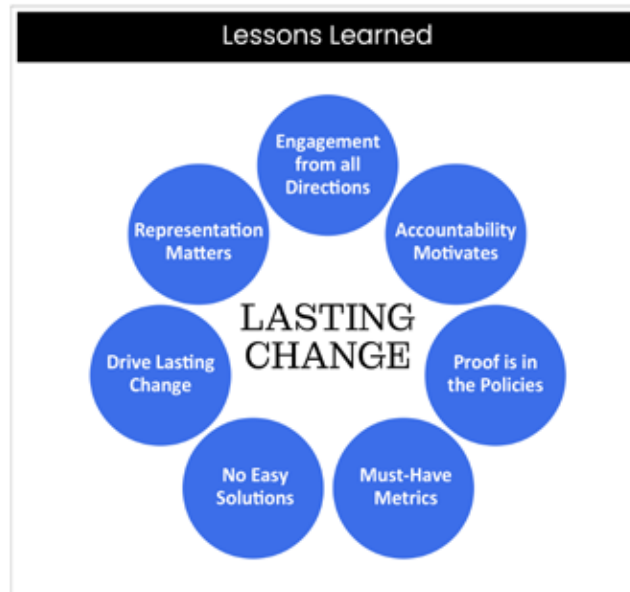 Lessons Learned
Engagement
from all
Directions
Representation
Matters
Accountability
Motivates
LASTING
CHANGE
Drive Lasting
Change
Proof is in
the Policies
No Easy
Solutions
Must-Have
Metrics